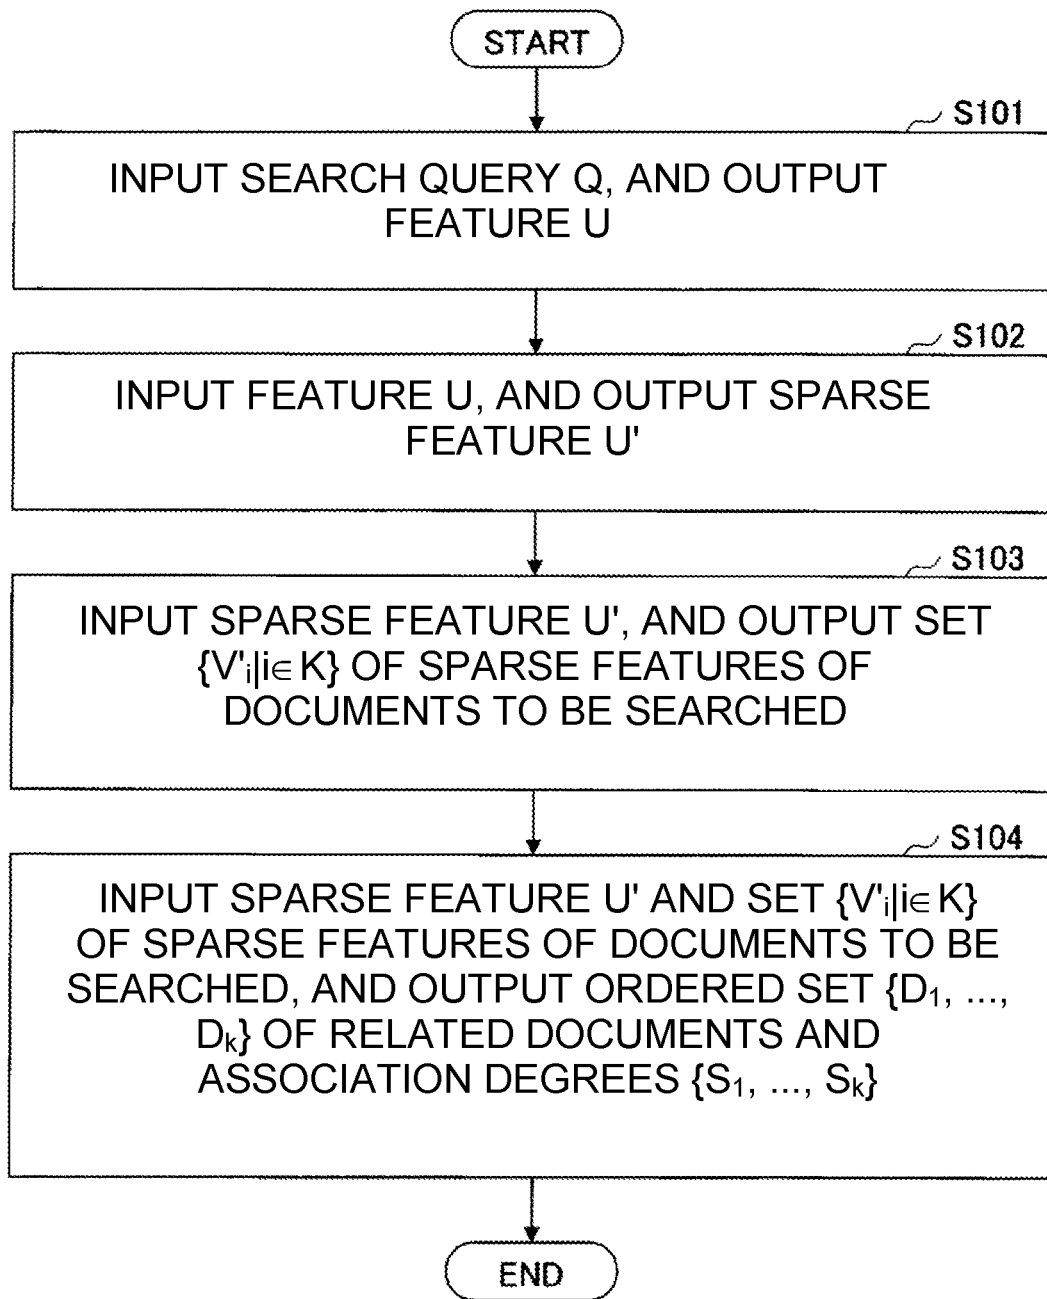 START
S101
INPUT SEARCH QUERY Q, AND OUTPUT
FEATURE U
S102
INPUT FEATURE U, AND OUTPUT SPARSE
FEATURE U'
S103
INPUT SPARSE FEATURE U', AND OUTPUT SET
{V'i|i∈K} OF SPARSE FEATURES OF
DOCUMENTS TO BE SEARCHED
S104
INPUT SPARSE FEATURE U' AND SET {V'i|i∈K}
OF SPARSE FEATURES OF DOCUMENTS TO BE
SEARCHED, AND OUTPUT ORDERED SET {D1, ...,
Dk} OF RELATED DOCUMENTS AND
ASSOCIATION DEGREES {S1, ..., Sk}
END